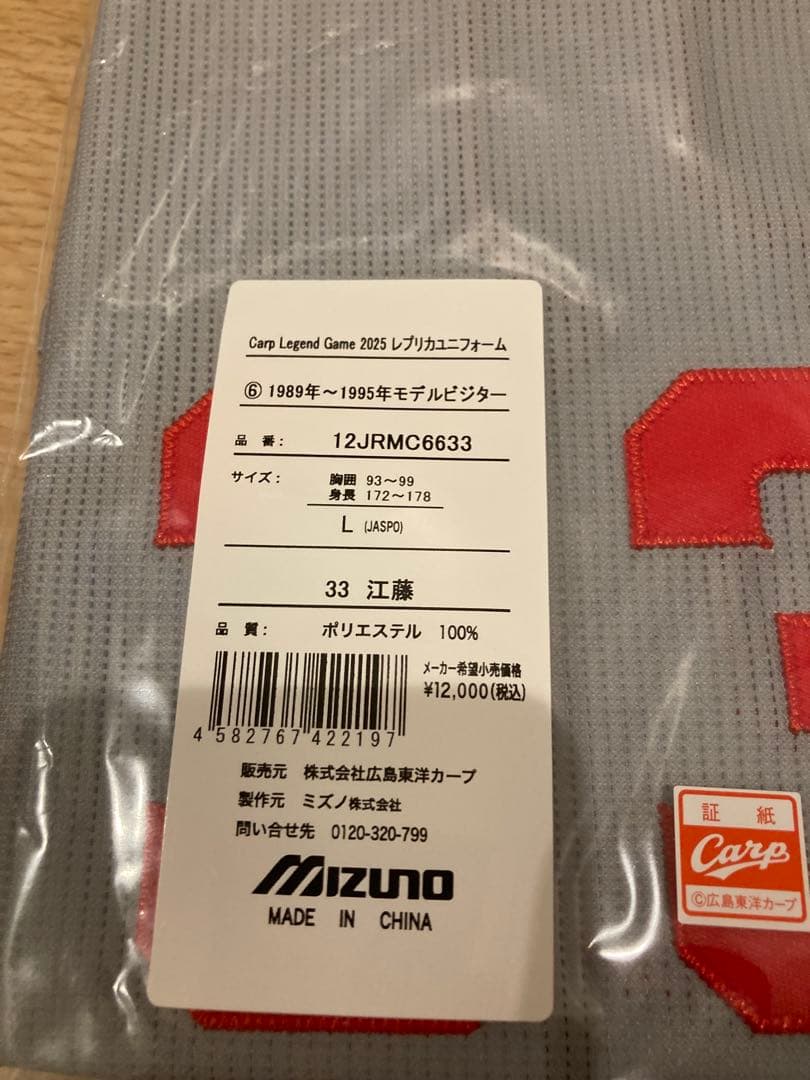 Carp Legend Game 2025 レプリカユニフォーム
⑥ 1989年～1995年モデルビジター
品 番： 12JRMC6633
サイズ： 胸囲 93～99
身長 172～178
L (JASPO)
33 江藤
品 質： ポリエステル 100%
メーカー希望小売価格
¥12,000(税込)
4 582767 422197
販売元 株式会社広島東洋カープ
製作元 ミズノ株式会社
問い合せ先 0120-320-799
MIZUNO
MADE IN CHINA
証 紙
Carp
©広島東洋カープ